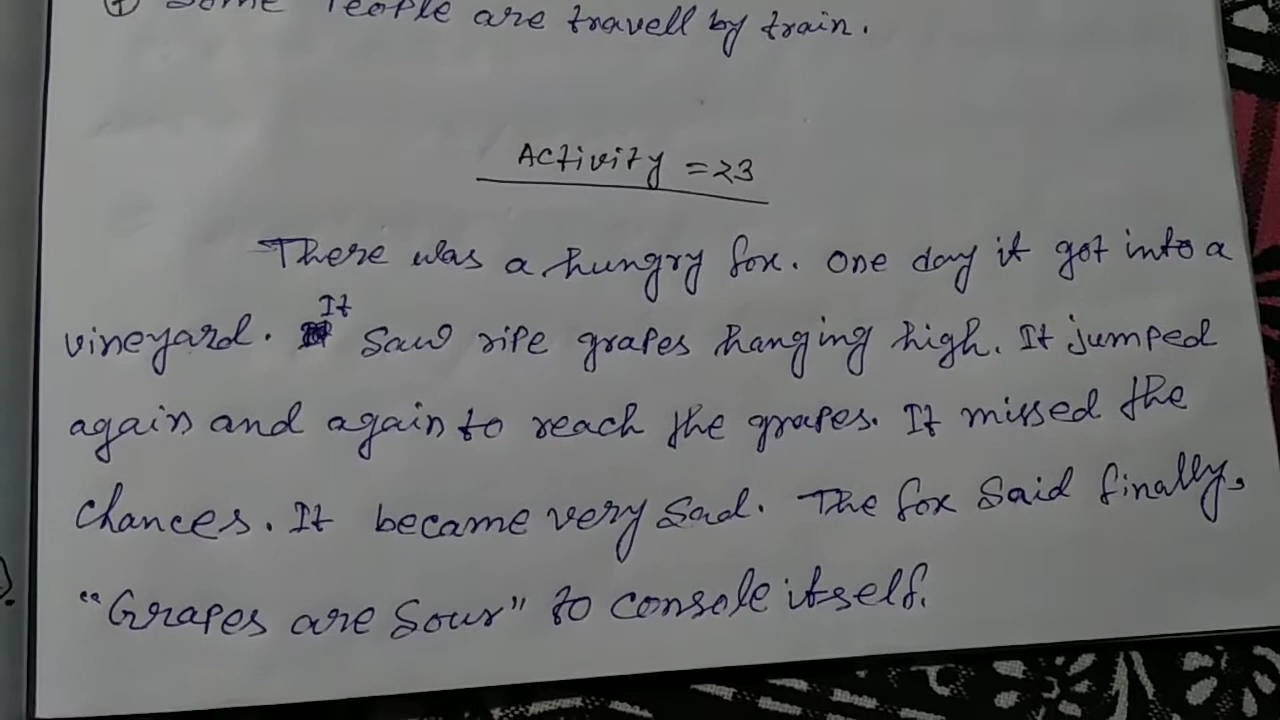 Some People are travell by train.
Activity = 23
There was a hungry fox. One day it got into a
vineyard. It saw ripe grapes hanging high. It jumped
again and again to reach the grapes. It missed the
chances. It became very sad. The fox said finally,
"Grapes are sour" to console itself.